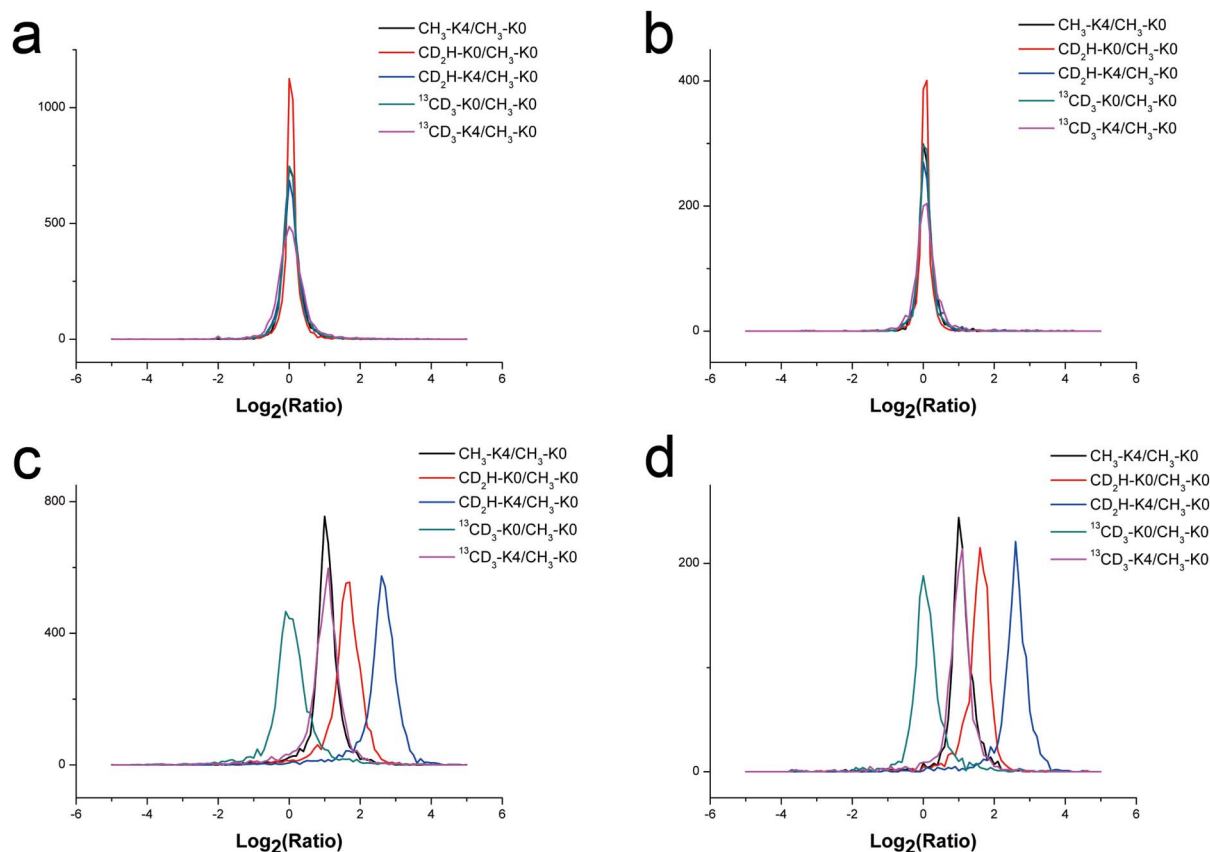 a
CH₃-K4/CH₃-K0
CD₂H-K0/CH₃-K0
CD₂H-K4/CH₃-K0
¹³CD₃-K0/CH₃-K0
¹³CD₃-K4/CH₃-K0
1000
500
0
-6 -4 -2 0 2 4 6
Log₂(Ratio)
b
CH₃-K4/CH₃-K0
CD₂H-K0/CH₃-K0
CD₂H-K4/CH₃-K0
¹³CD₃-K0/CH₃-K0
¹³CD₃-K4/CH₃-K0
400
200
0
-6 -4 -2 0 2 4 6
Log₂(Ratio)
c
CH₃-K4/CH₃-K0
CD₂H-K0/CH₃-K0
CD₂H-K4/CH₃-K0
¹³CD₃-K0/CH₃-K0
¹³CD₃-K4/CH₃-K0
800
400
0
-6 -4 -2 0 2 4 6
Log₂(Ratio)
d
CH₃-K4/CH₃-K0
CD₂H-K0/CH₃-K0
CD₂H-K4/CH₃-K0
¹³CD₃-K0/CH₃-K0
¹³CD₃-K4/CH₃-K0
200
0
-6 -4 -2 0 2 4 6
Log₂(Ratio)